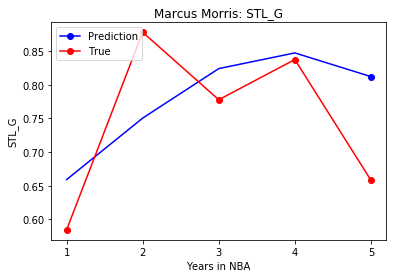 Marcus Morris: STL_G
Prediction
True
0.85
0.80
0.75
0.70
0.65
0.60
STL_G
1 2 3 4 5
Years in NBA